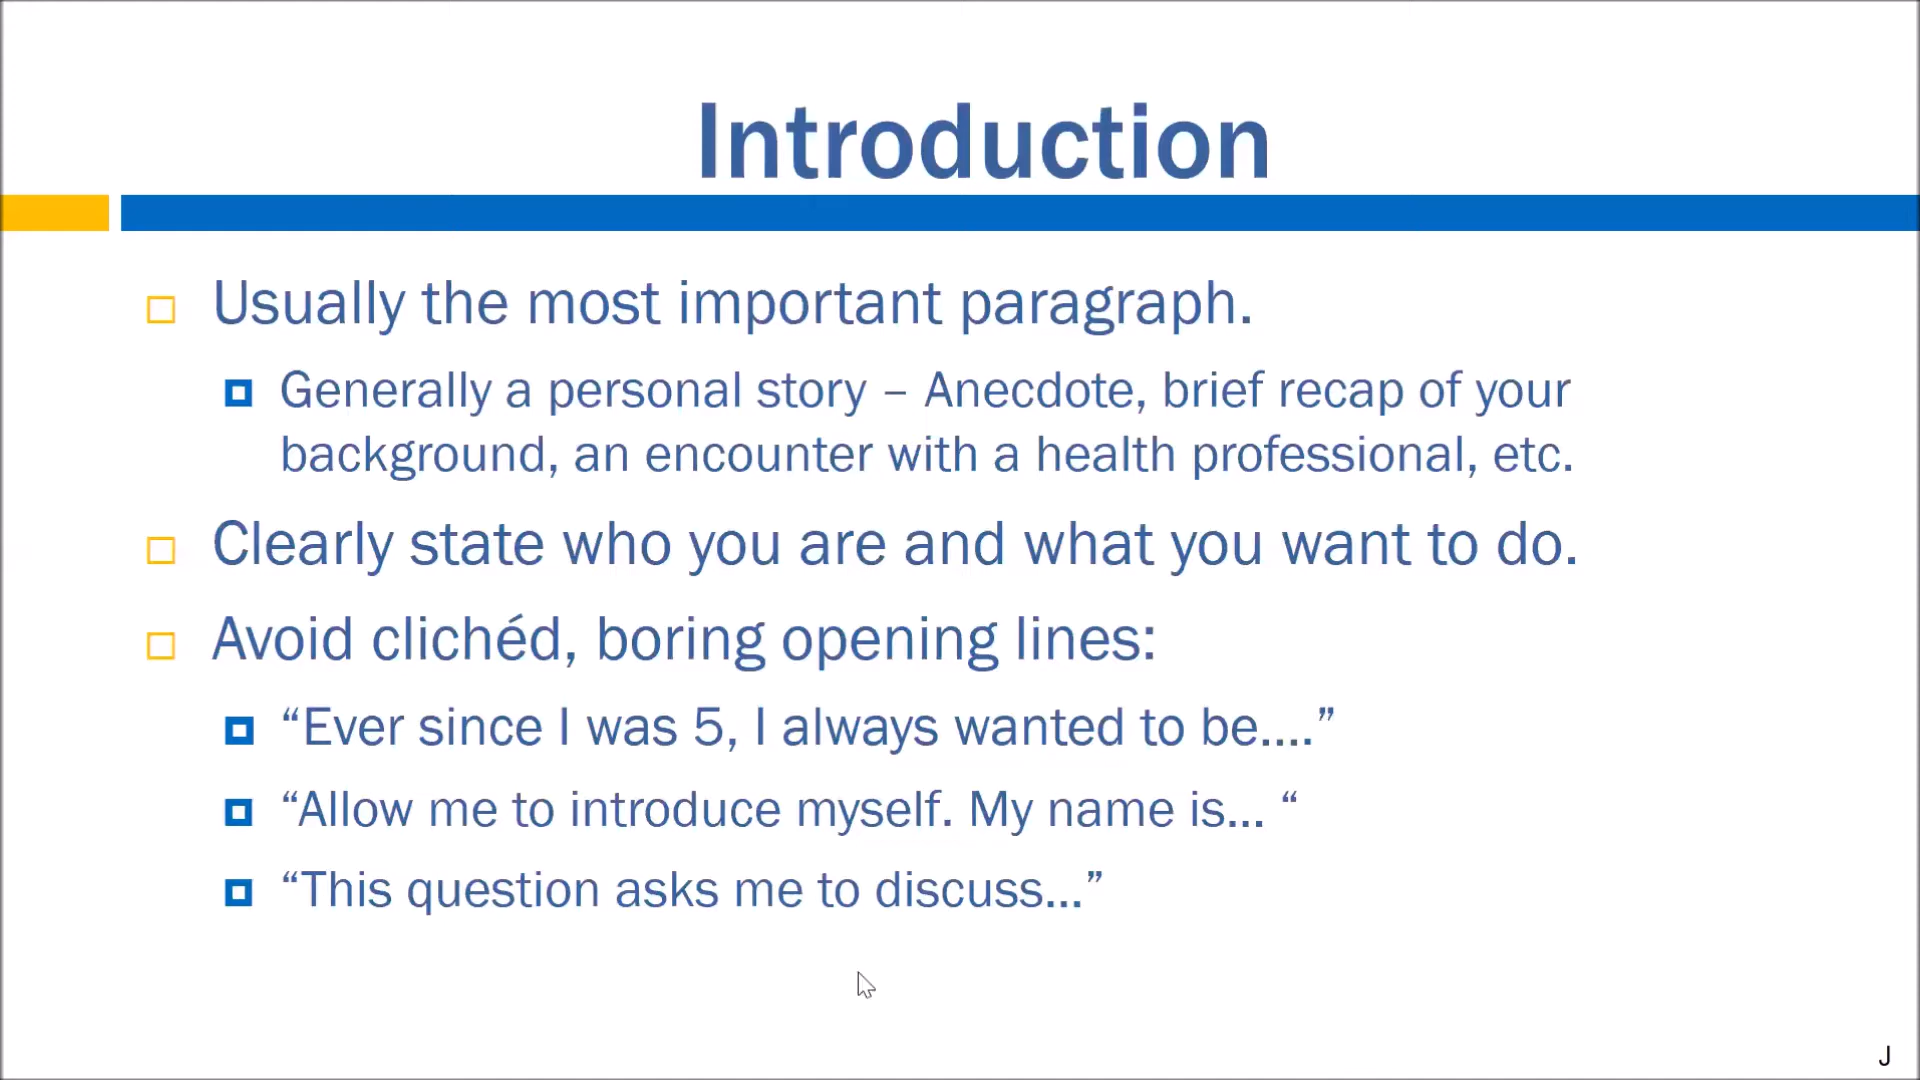 Introduction
Usually the most important paragraph.
Generally a personal story – Anecdote, brief recap of your
background, an encounter with a health professional, etc.
Clearly state who you are and what you want to do.
Avoid clichéd, boring opening lines:
“Ever since I was 5, I always wanted to be....”
“Allow me to introduce myself. My name is... “
“This question asks me to discuss...”
J